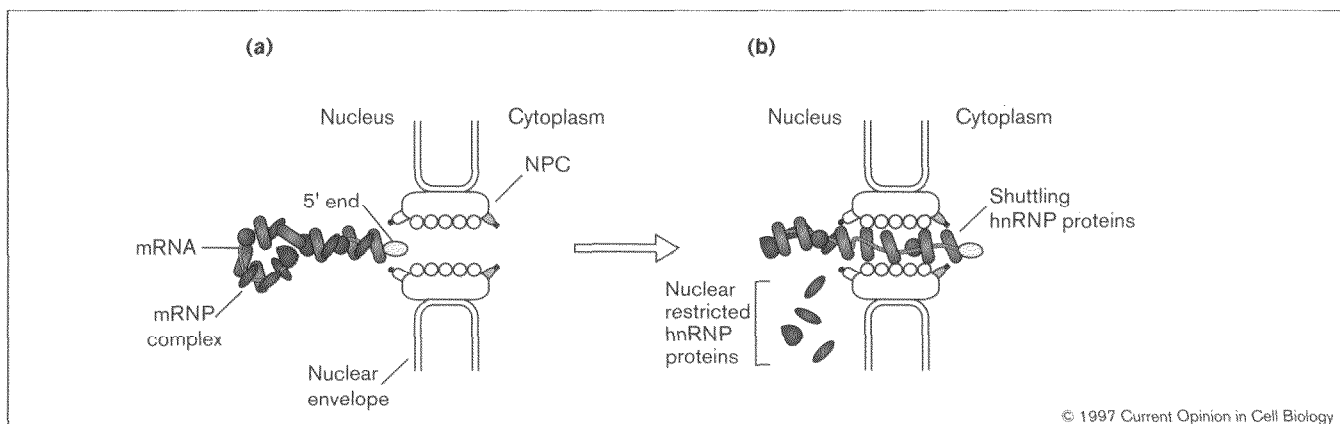 (a)
Nucleus
Cytoplasm
NPC
5' end
mRNA
mRNP
complex
Nuclear
envelope
(b)
Nucleus
Cytoplasm
Shuttling
hnRNP proteins
Nuclear
restricted
hnRNP
proteins
© 1997 Current Opinion in Cell Biology